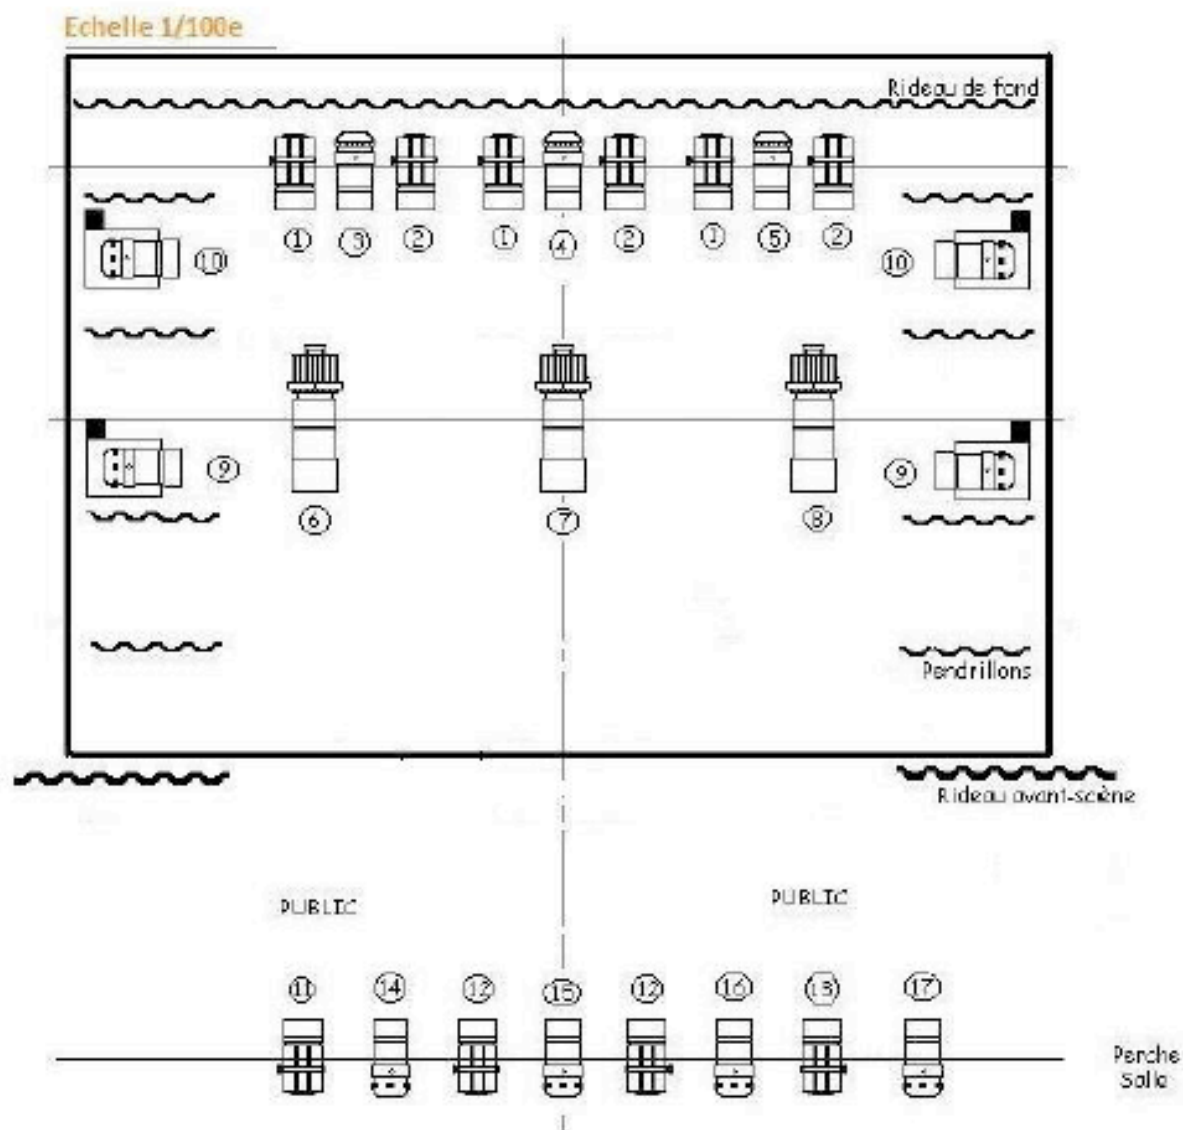 Echelle 1/100e
Rideau de fond
1 3 2 1 4 2 1 5 2
10 10
9 9
6 7 8
Pendrillons
Rideau avant-scène
PUBLIC PUBLIC
11 14 12 15 12 16 13 17
Perche
Salle